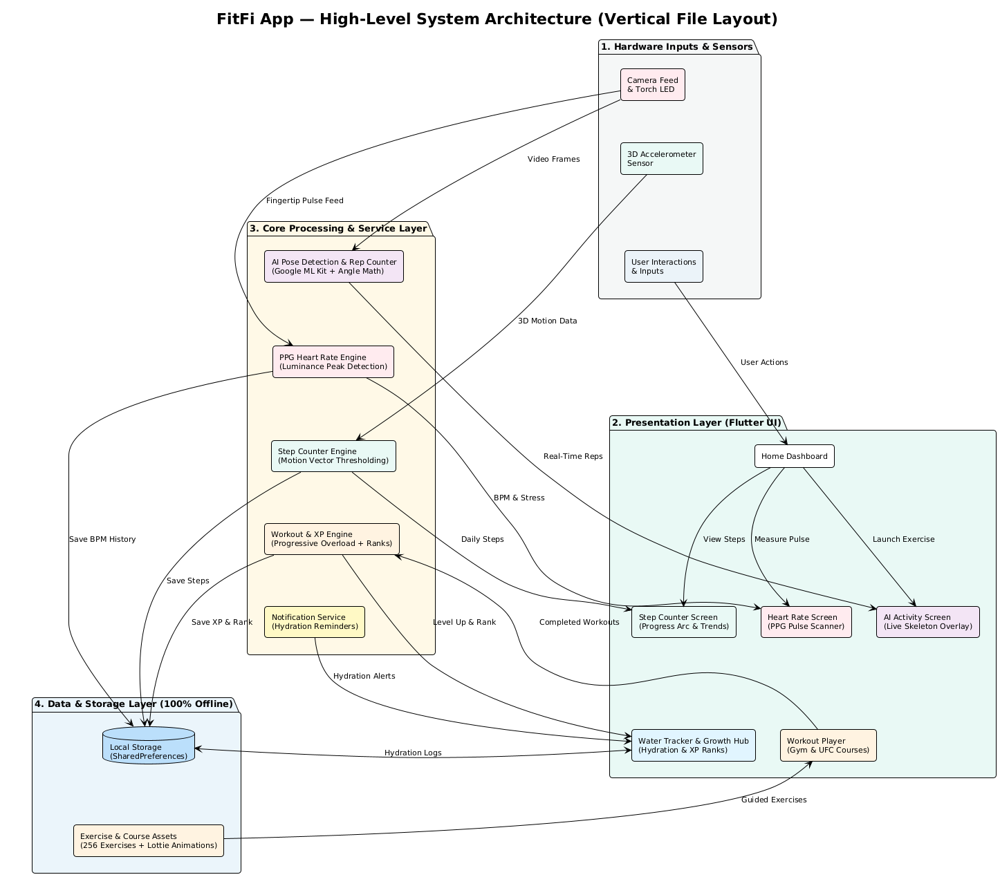 FitFi App — High-Level System Architecture (Vertical File Layout)
1. Hardware Inputs & Sensors
Camera Feed
& Torch LED
3D Accelerometer
Sensor
User Interactions
& Inputs
Video Frames
Fingertip Pulse Feed
3D Motion Data
User Actions
3. Core Processing & Service Layer
AI Pose Detection & Rep Counter
(Google ML Kit + Angle Math)
PPG Heart Rate Engine
(Luminance Peak Detection)
Step Counter Engine
(Motion Vector Thresholding)
Workout & XP Engine
(Progressive Overload + Ranks)
Notification Service
(Hydration Reminders)
Real-Time Reps
BPM & Stress
Daily Steps
Save BPM History
Save Steps
Save XP & Rank
Level Up & Rank
Completed Workouts
Hydration Alerts
2. Presentation Layer (Flutter UI)
Home Dashboard
View Steps
Measure Pulse
Launch Exercise
Step Counter Screen
(Progress Arc & Trends)
Heart Rate Screen
(PPG Pulse Scanner)
AI Activity Screen
(Live Skeleton Overlay)
Water Tracker & Growth Hub
(Hydration & XP Ranks)
Workout Player
(Gym & UFC Courses)
4. Data & Storage Layer (100% Offline)
Local Storage
(SharedPreferences)
Hydration Logs
Guided Exercises
Exercise & Course Assets
(256 Exercises + Lottie Animations)